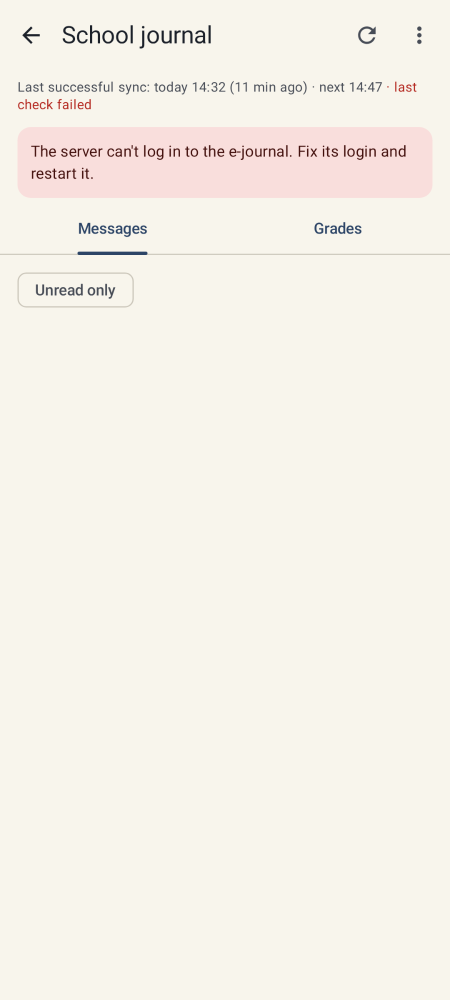 School journal
Last successful sync: today 14:32 (11 min ago) · next 14:47 · last
check failed
The server can't log in to the e-journal. Fix its login and
restart it.
Messages
Grades
Unread only